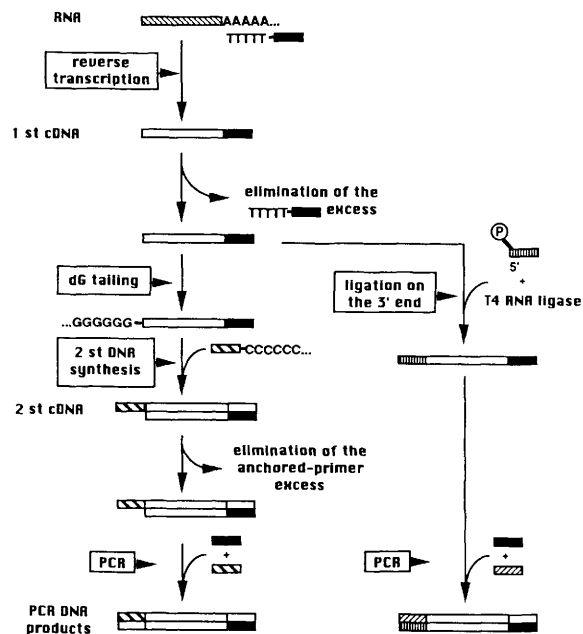 RNA
AAAAA...
TTTTT
reverse
transcription
1 st cDNA
elimination of the
excess
TTTTT
P
5'
+
T4 RNA ligase
dG tailing
ligation on
the 3' end
...GGGGGG
2 st DNA
synthesis
CCCCCC...
2 st cDNA
elimination of the
anchored-primer
excess
PCR
+
PCR
+
PCR DNA
products